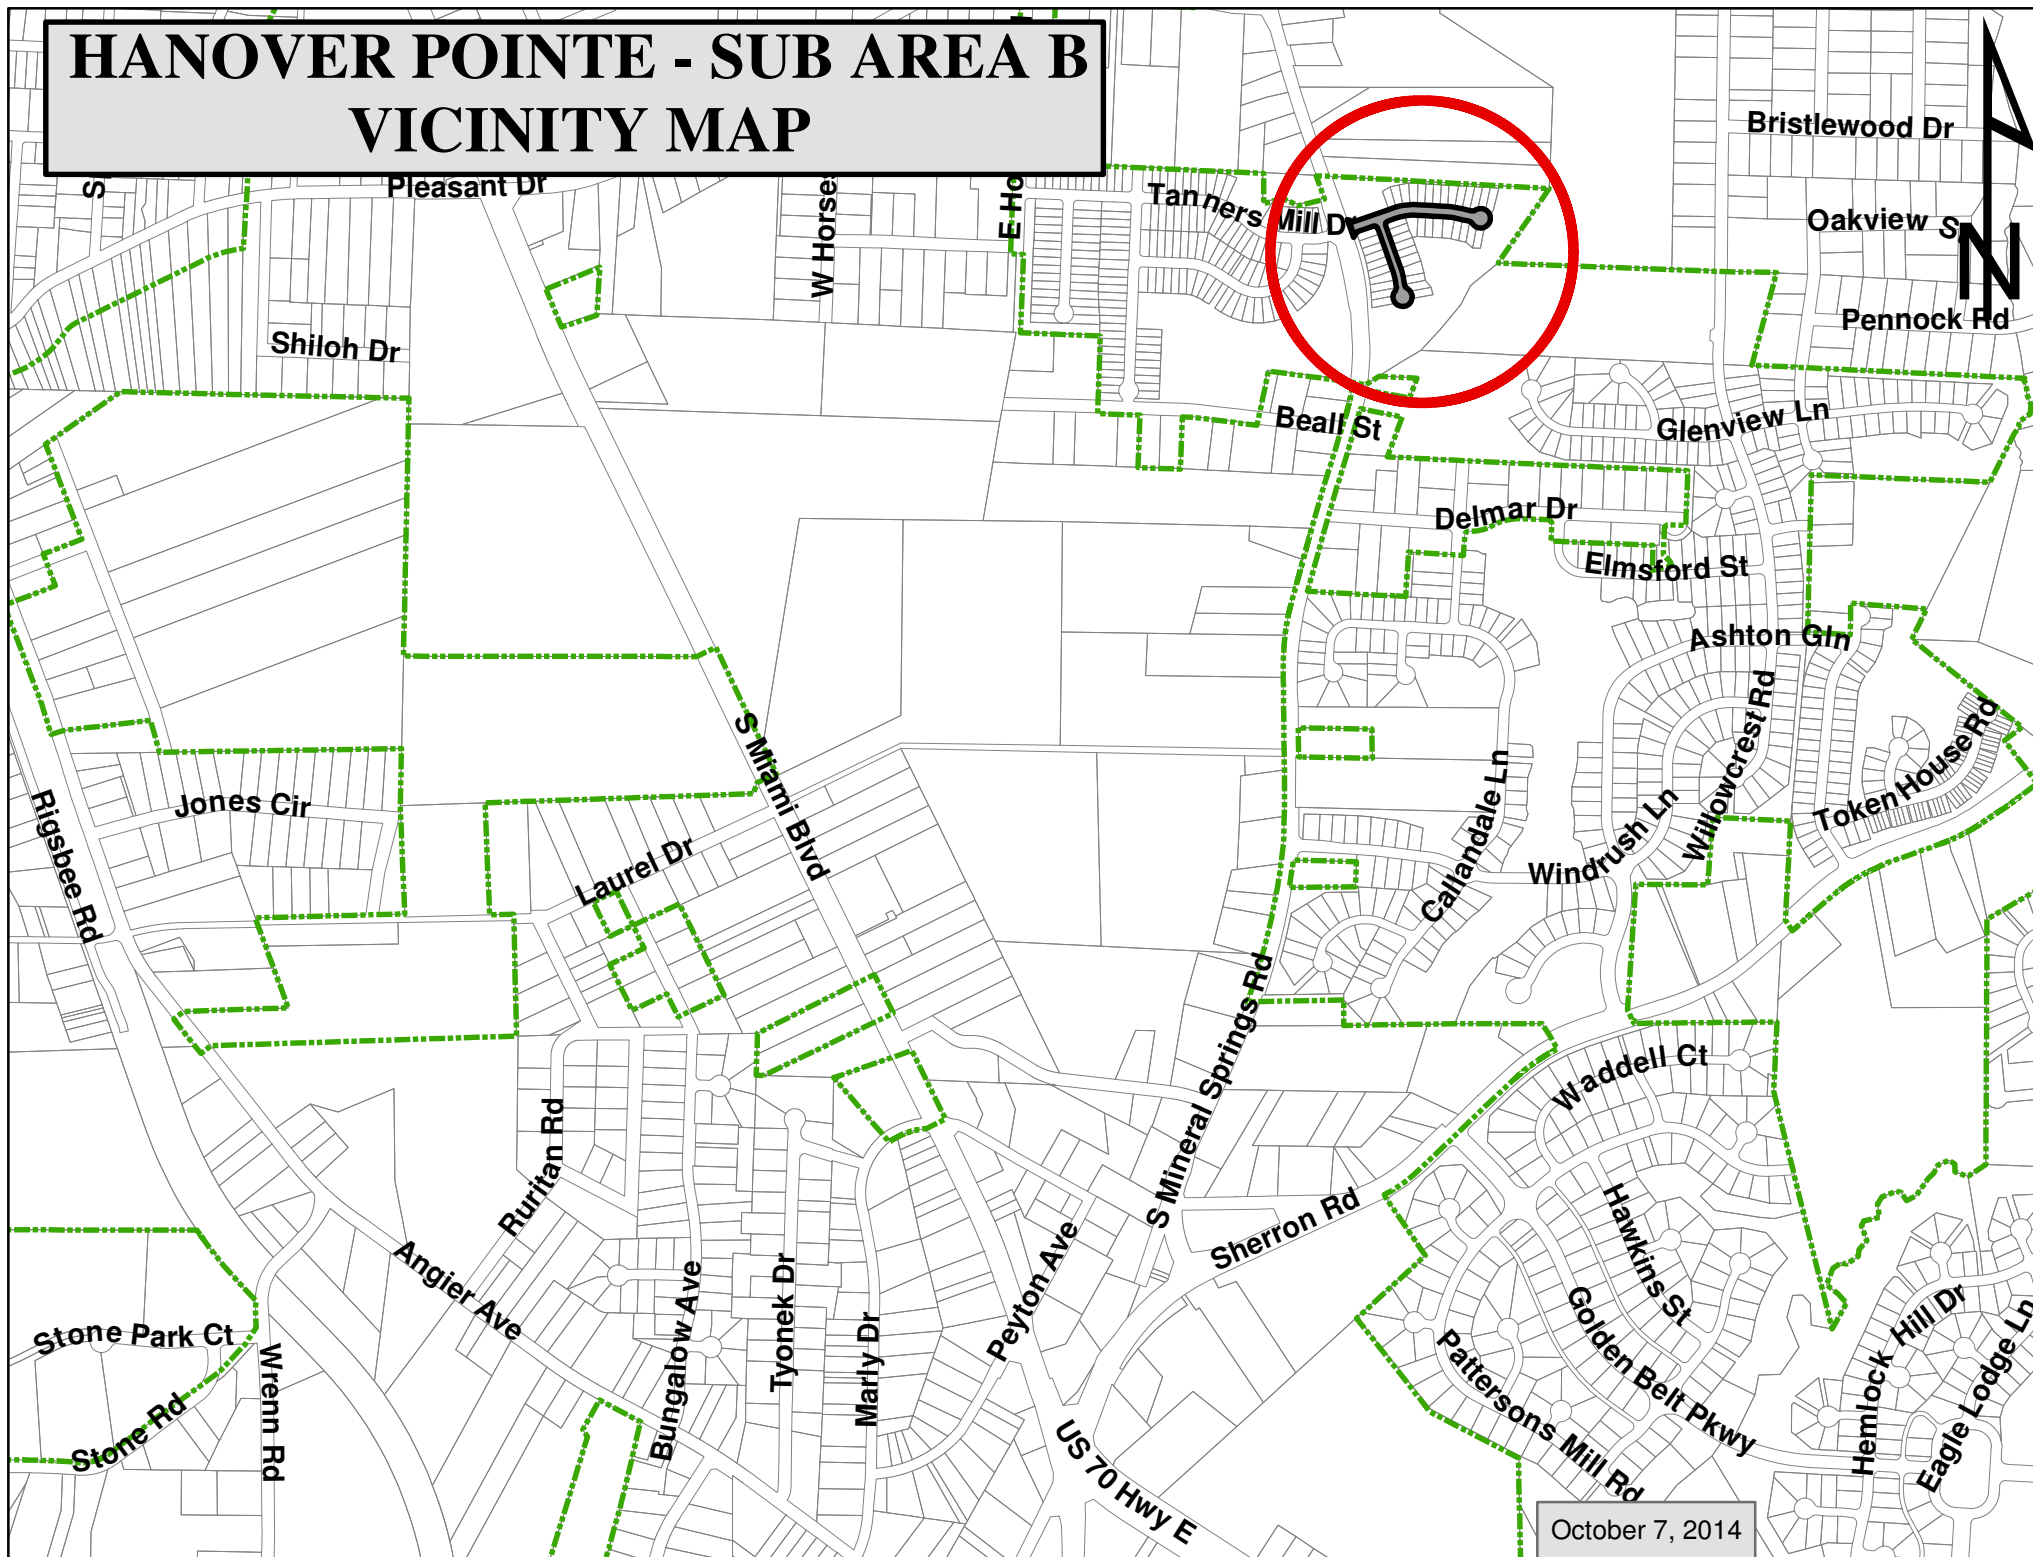 HANOVER POINTE - SUB AREA B
VICINITY MAP
Bristlewood Dr
Pleasant Dr
Tanners Mill Dr
Oakview
N
W Horses
E Ho
Pennock Rd
Shiloh Dr
Beall St
Glenview Ln
Delmar Dr
Elmsford St
Ashton Gln
Willowcrest Rd
Token House Rd
S Miami Blvd
Callandale Ln
Windrush Ln
Jones Cir
Rigsbee Rd
Laurel Dr
S Mineral Springs Rd
Waddell Ct
Ruritan Rd
Sherron Rd
Hawkins St
Angier Ave
Peyton Ave
Bungalow Ave
Tyonek Dr
Marly Dr
Golden Belt Pkwy
Hemlock Hill Dr
Eagle Lodge Ln
Stone Park Ct
Wrenn Rd
Stone Rd
Pattersons Mill Rd
US 70 Hwy E
October 7, 2014